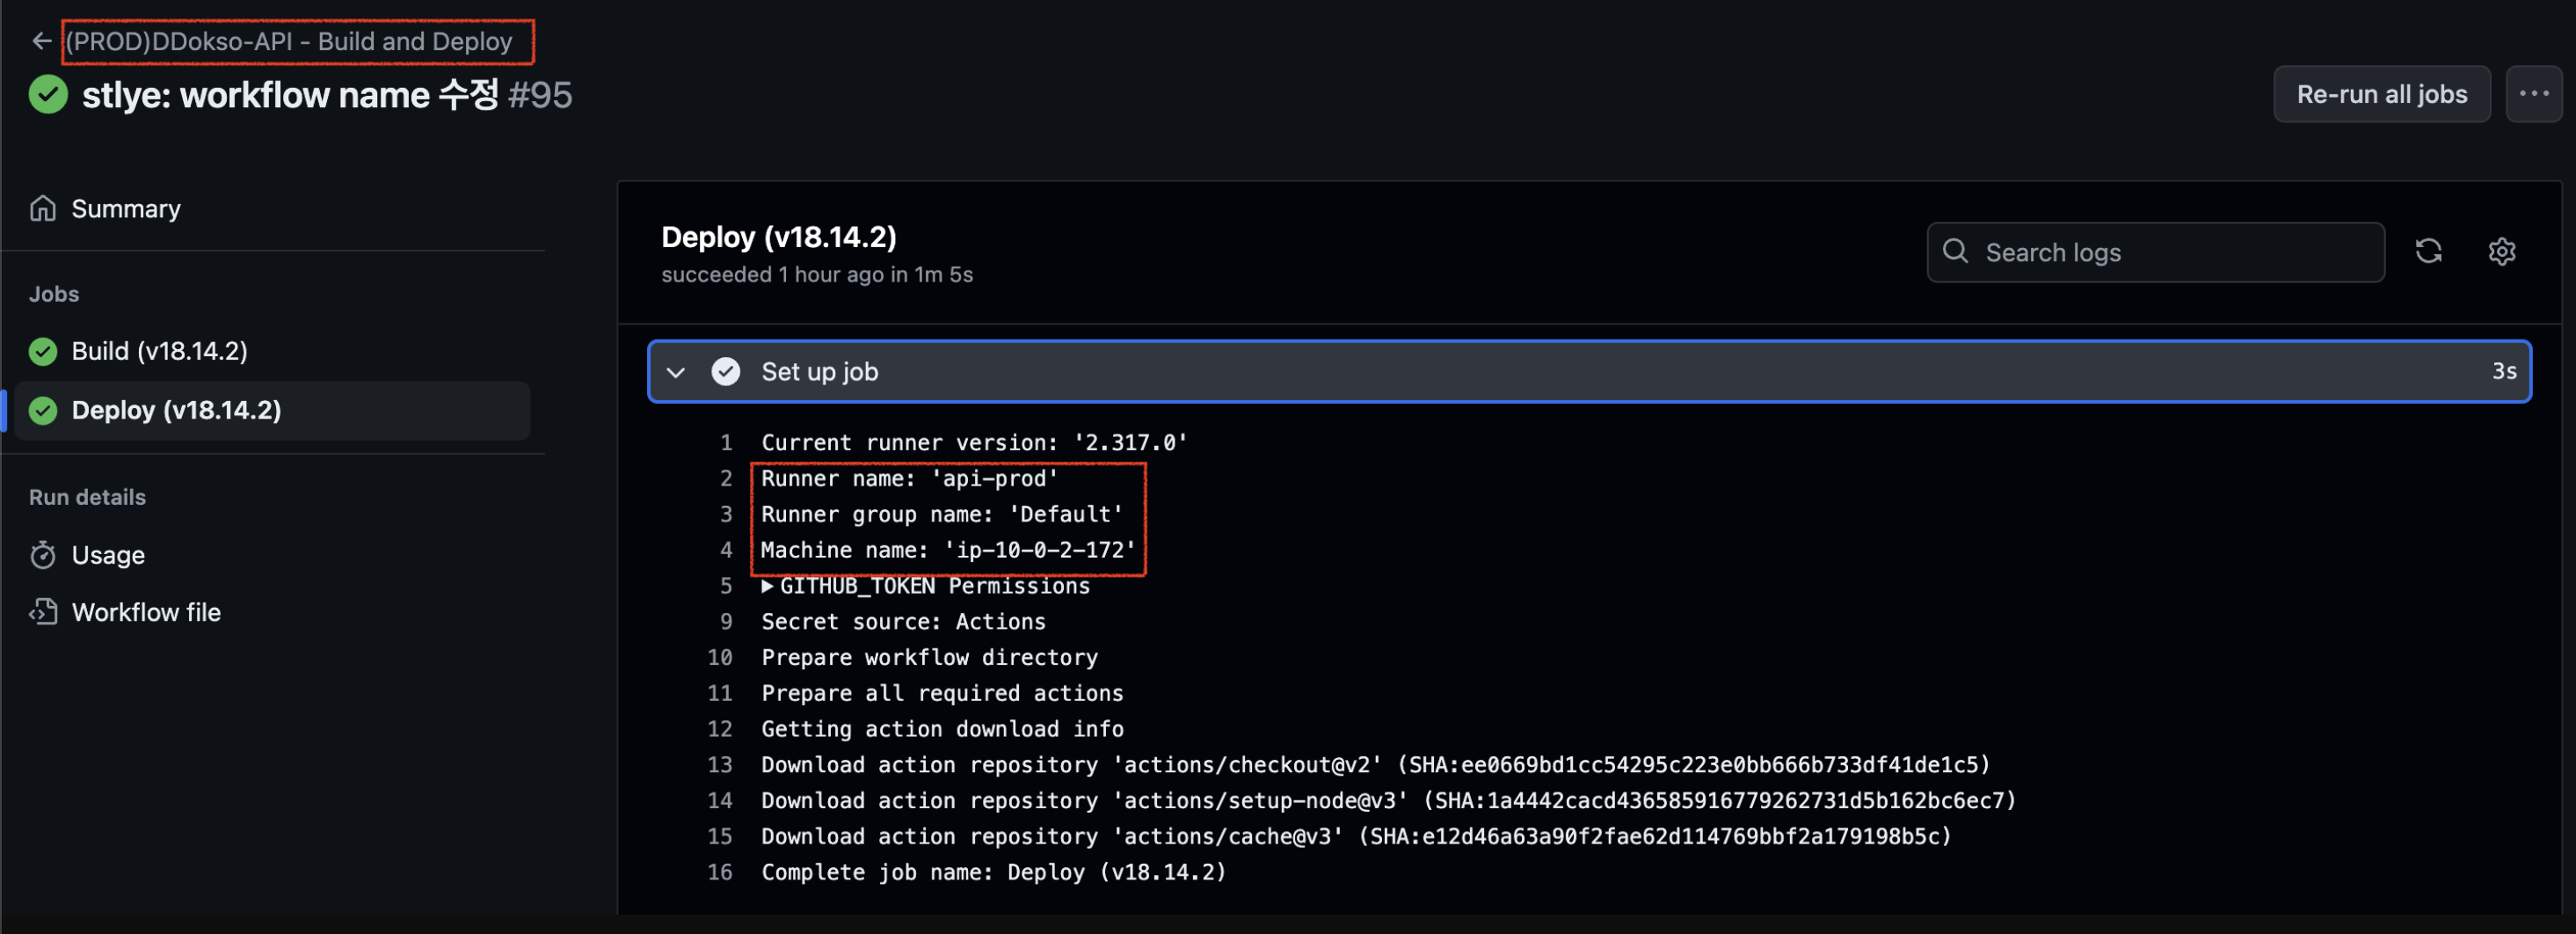 (PROD)DDokso-API - Build and Deploy
stlye: workflow name 수정 #95
Re-run all jobs
Summary
Jobs
Build (v18.14.2)
Deploy (v18.14.2)
Run details
Usage
Workflow file
Deploy (v18.14.2)
succeeded 1 hour ago in 1m 5s
Search logs
Set up job 3s
1 Current runner version: '2.317.0'
2 Runner name: 'api-prod'
3 Runner group name: 'Default'
4 Machine name: 'ip-10-0-2-172'
5 GITHUB_TOKEN Permissions
9 Secret source: Actions
10 Prepare workflow directory
11 Prepare all required actions
12 Getting action download info
13 Download action repository 'actions/checkout@v2' (SHA:ee0669bd1cc54295c223e0bb666b733df41de1c5)
14 Download action repository 'actions/setup-node@v3' (SHA:1a4442cacd436585916779262731d5b162bc6ec7)
15 Download action repository 'actions/cache@v3' (SHA:e12d46a63a90f2fae62d114769bbf2a179198b5c)
16 Complete job name: Deploy (v18.14.2)